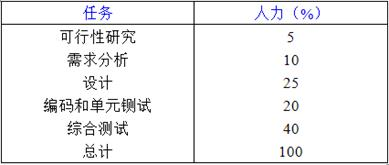 任务 人力（%）
可行性研究 5
需求分析 10
设计 25
编码和单元测试 20
综合测试 40
总计 100